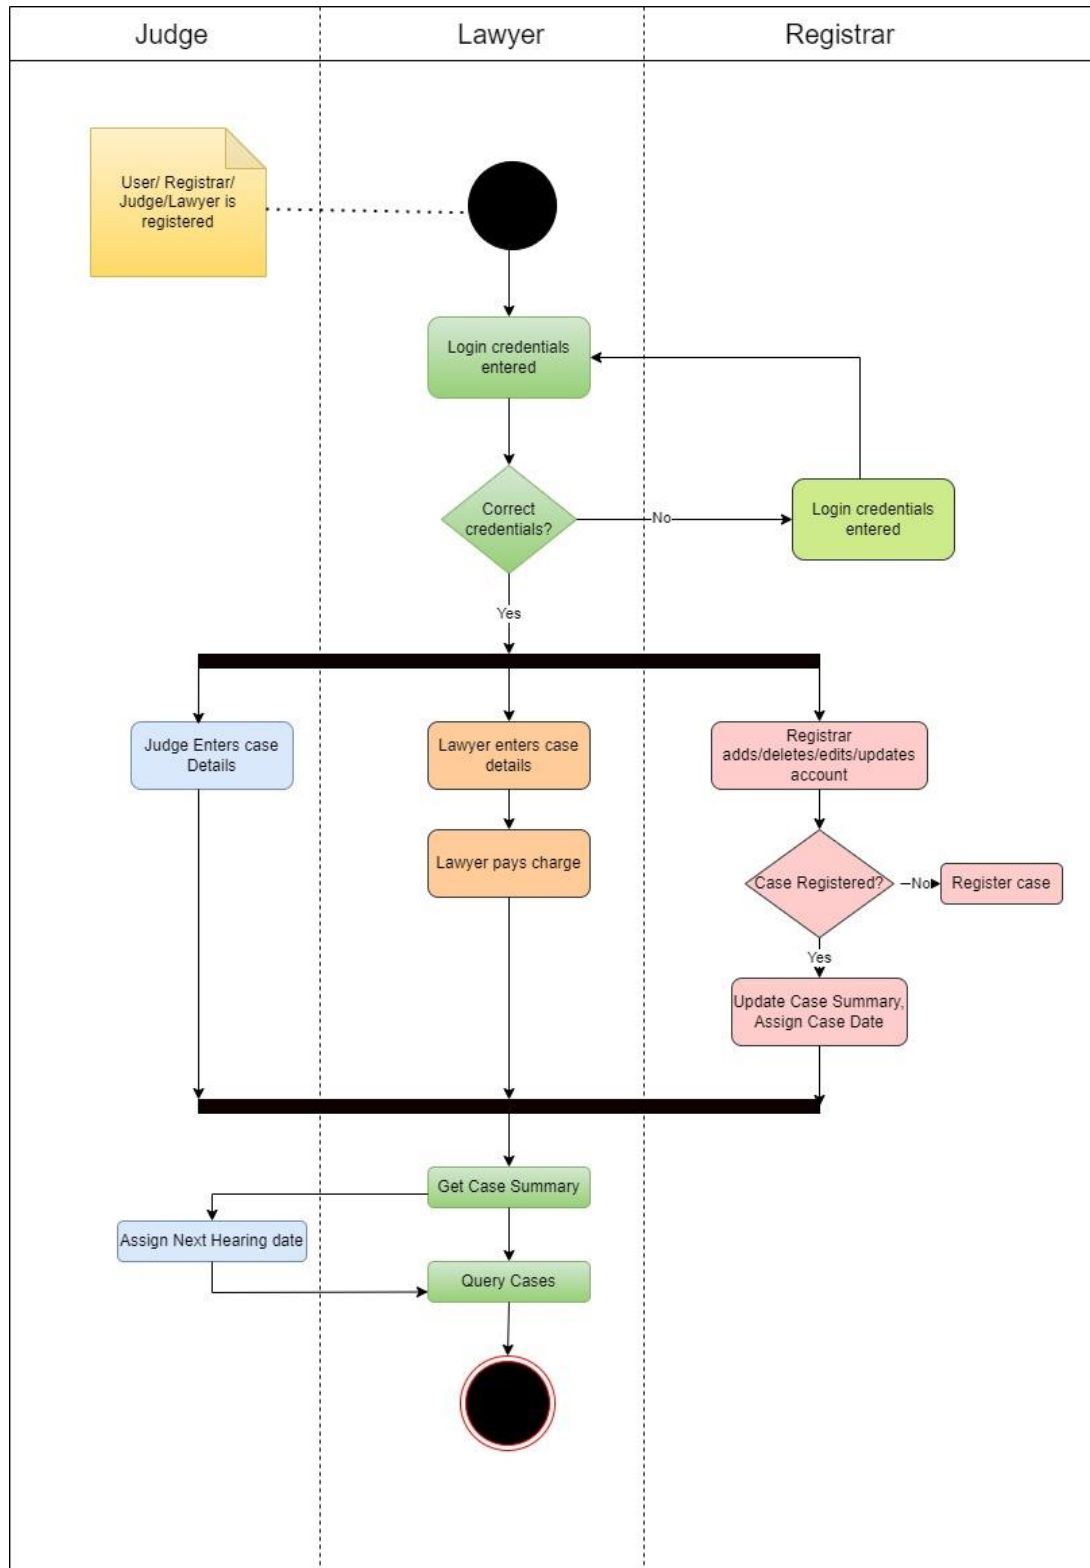 Judge
Lawyer
Registrar
User/ Registrar/
Judge/Lawyer is
registered
Login credentials
entered
Correct
credentials?
No
Login credentials
entered
Yes
Judge Enters case
Details
Lawyer enters case
details
Registrar
adds/deletes/edits/updates
account
Lawyer pays charge
Case Registered?
No
Register case
Yes
Update Case Summary,
Assign Case Date
Get Case Summary
Assign Next Hearing date
Query Cases